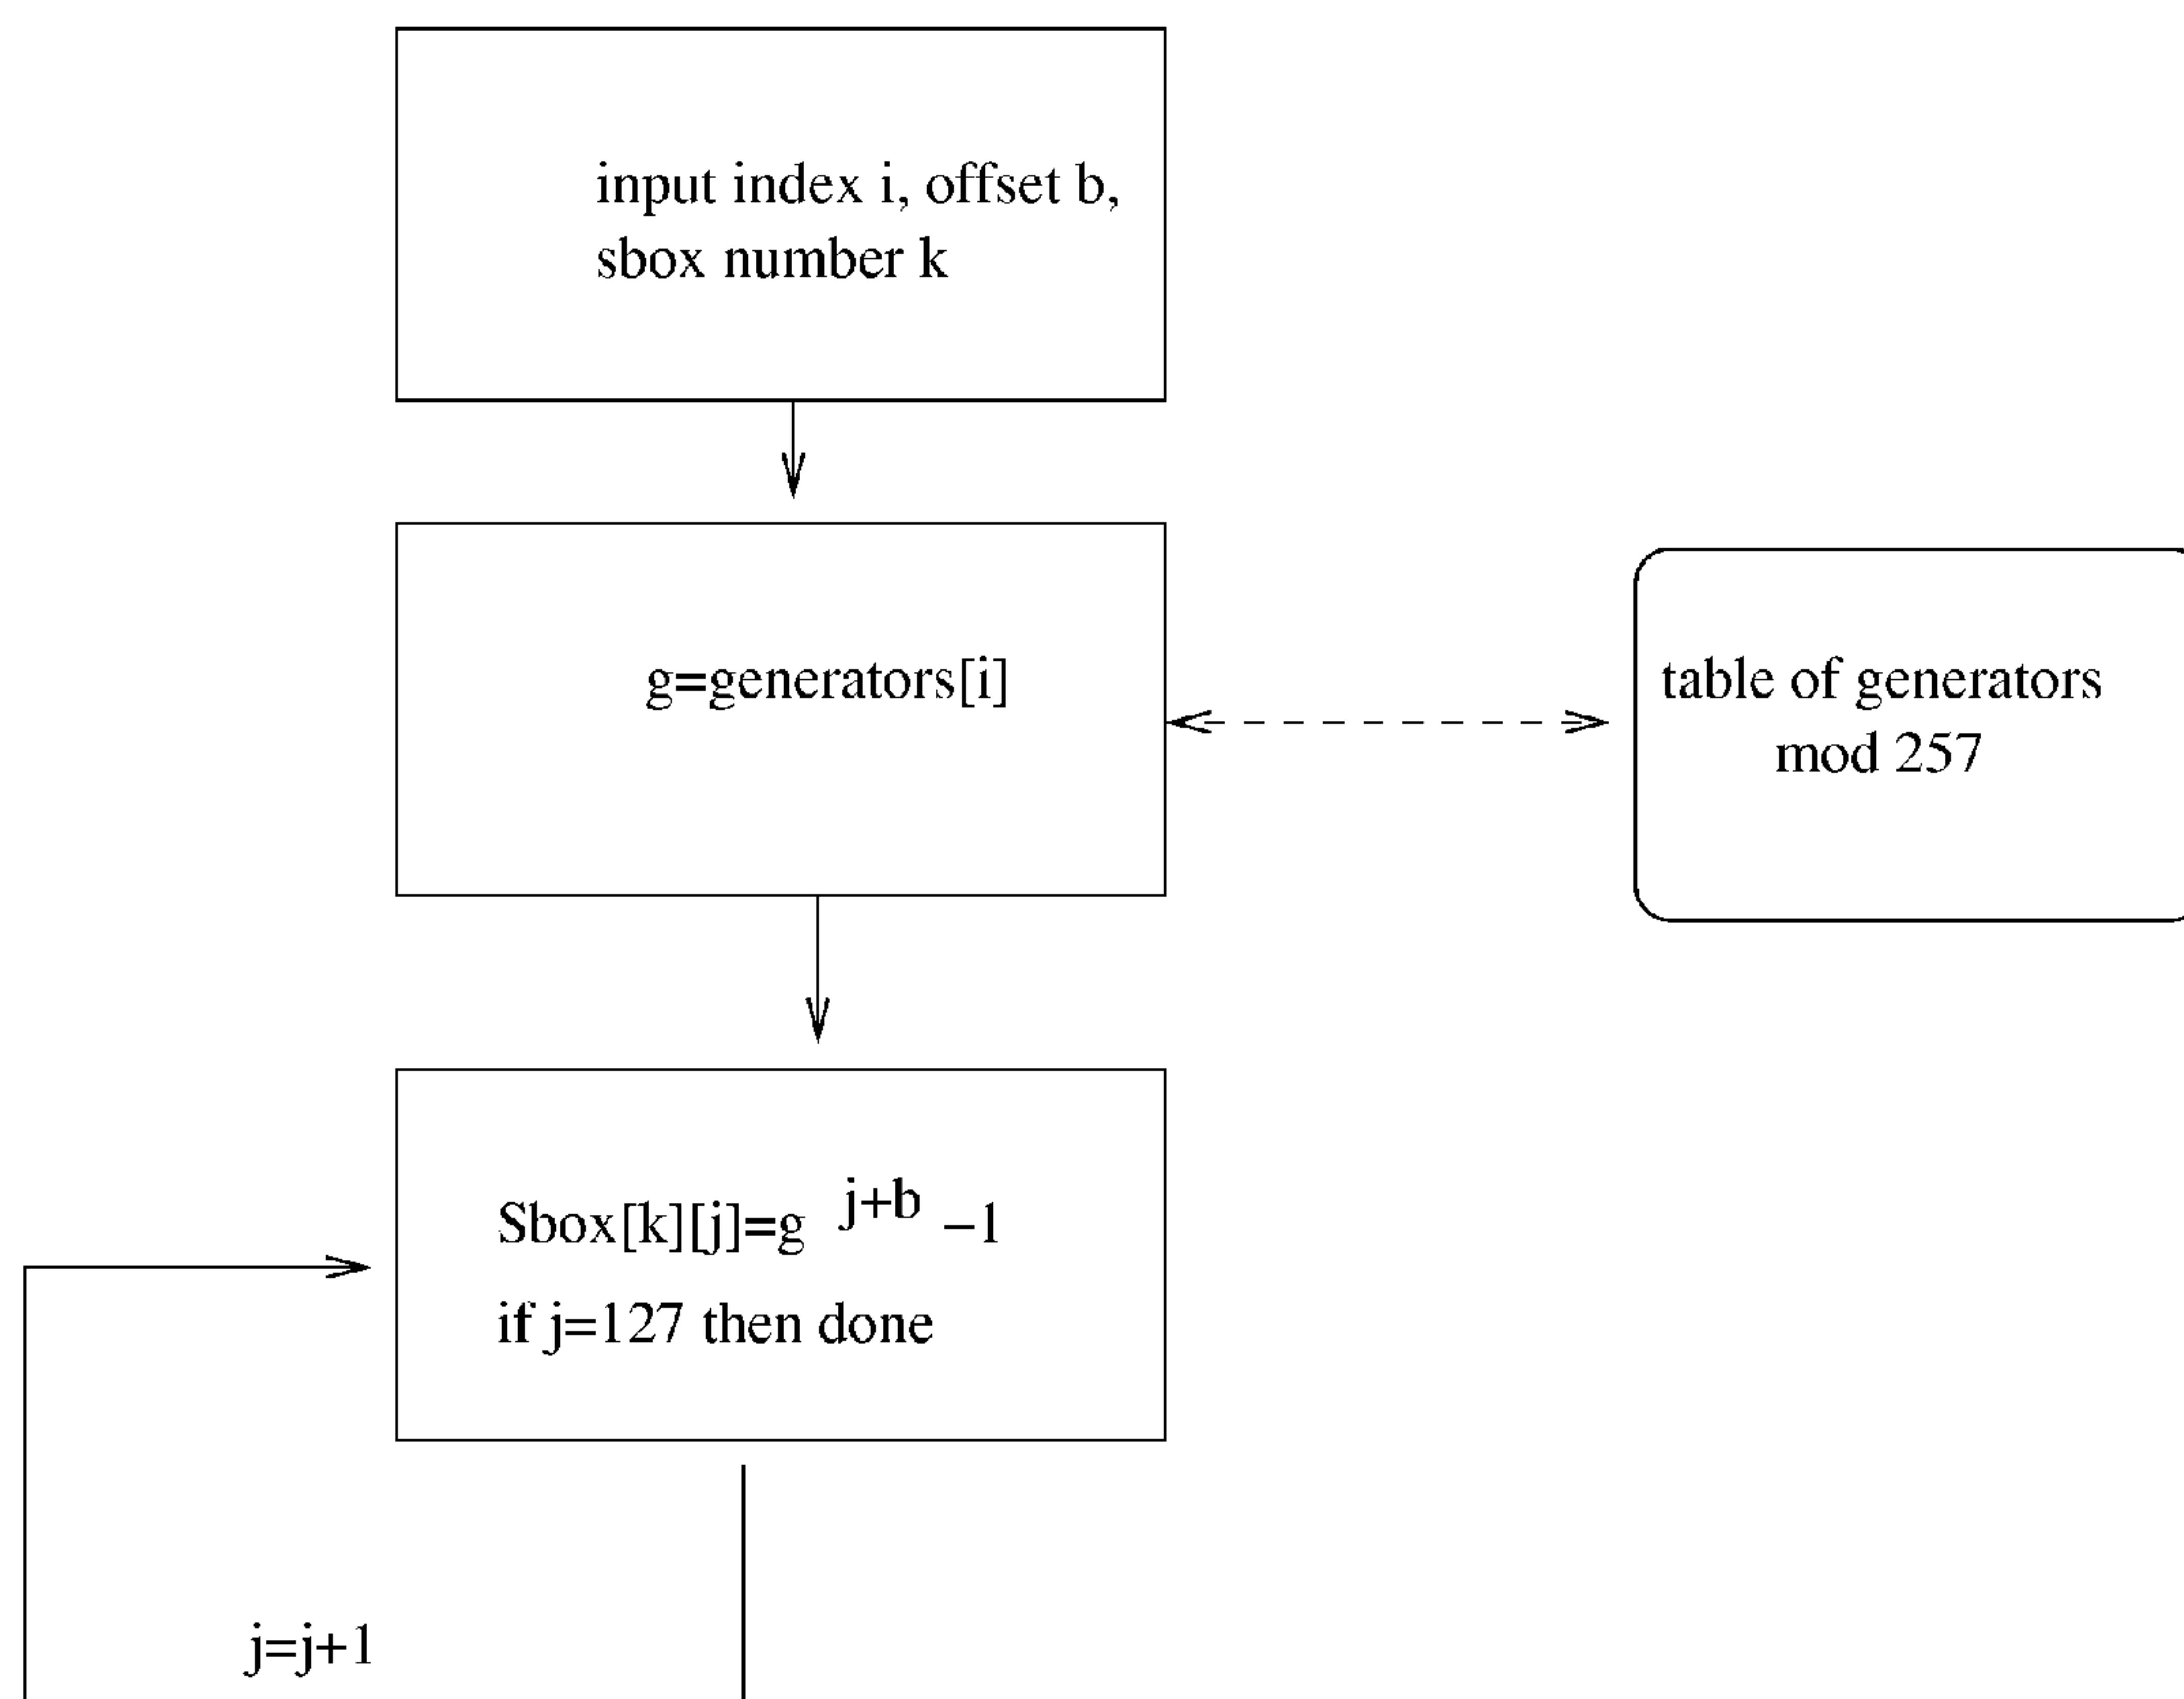 input index i, offset b,
sbox number k
g=generators[i]
table of generators
mod 257
Sbox[k][j]=g j+b −1
if j=127 then done
j=j+1